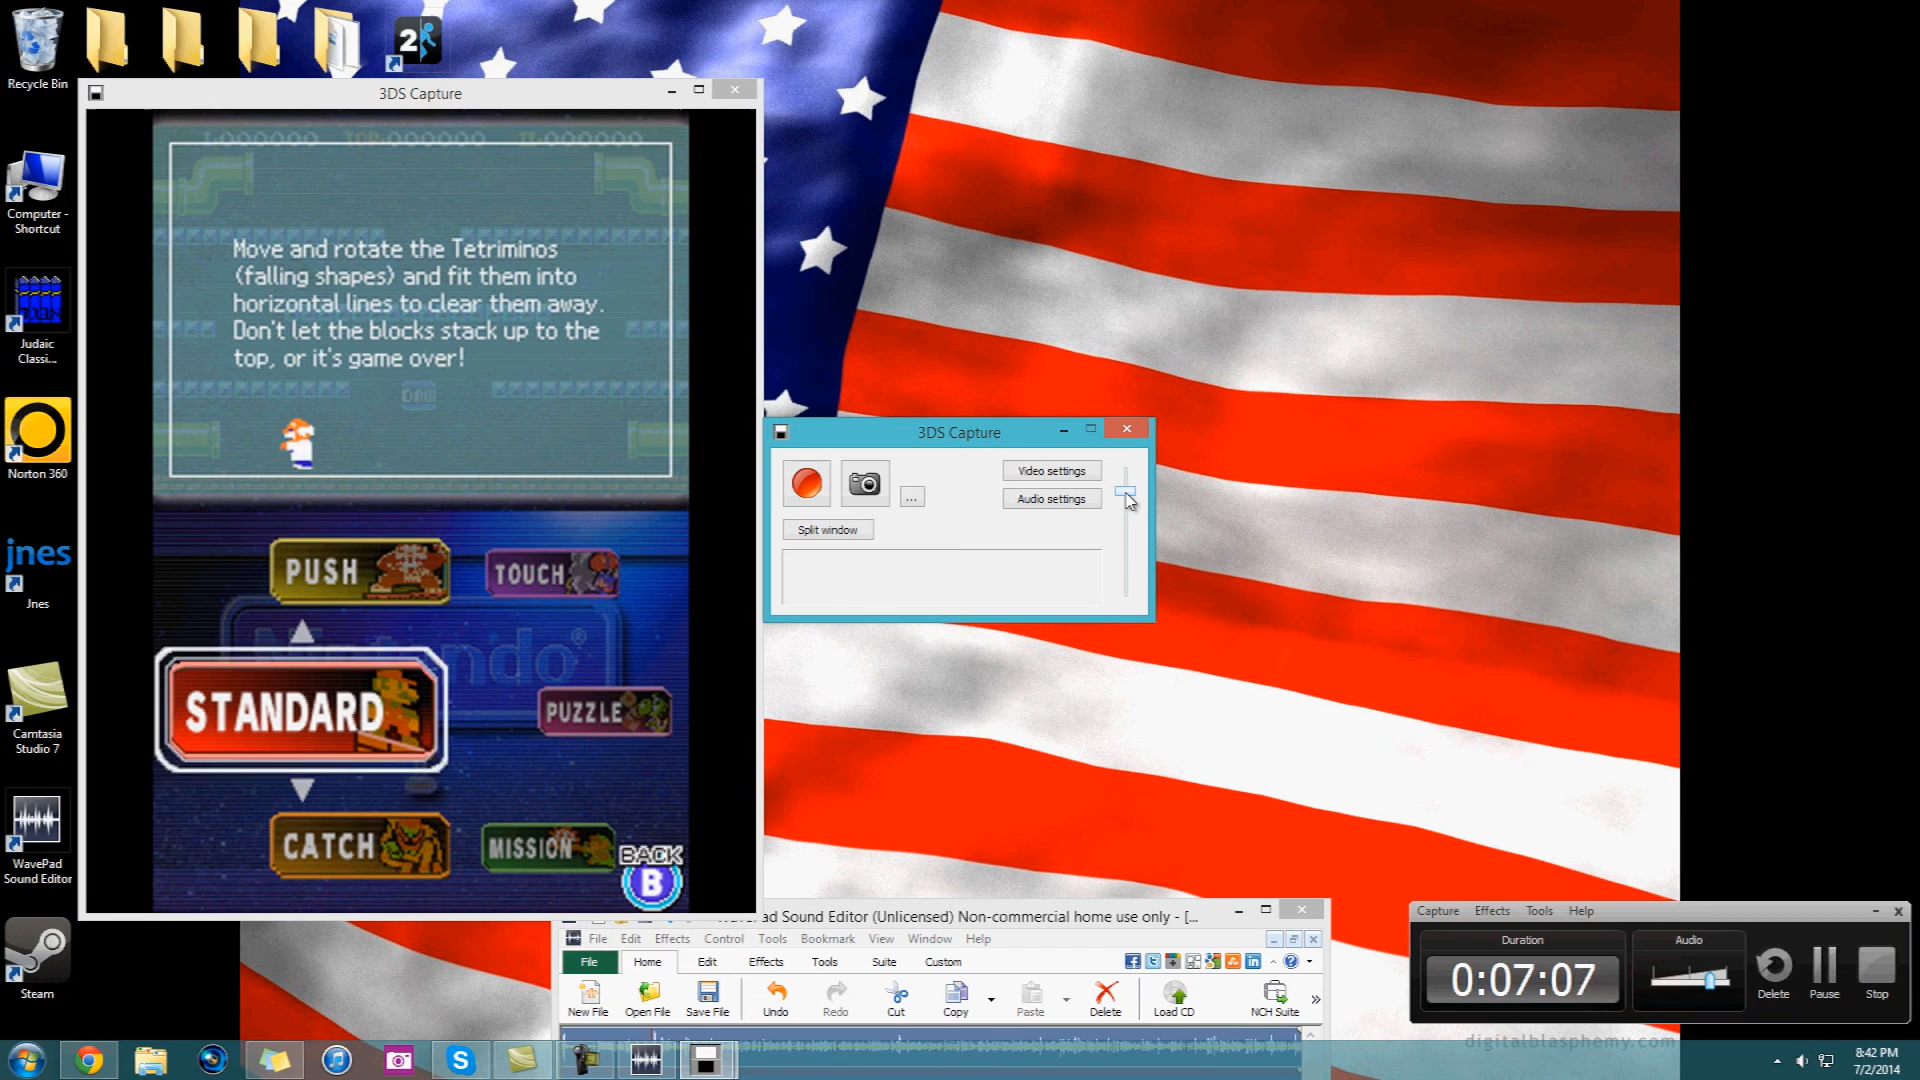 Recycle Bin
2
Computer -
Shortcut
Judaic
Classi...
Norton 360
jnes
Jnes
Camtasia
Studio 7
WavePad
Sound Editor
Steam
3DS Capture
L:000000 TOP:000000 000000
Move and rotate the Tetriminos
(falling shapes) and fit them into
horizontal lines to clear them away.
Don't let the blocks stack up to the
top, or it's game over!
PUSH
TOUCH
Nintendo®
STANDARD
PUZZLE
CATCH
MISSION
BACK
B
3DS Capture
Video settings
...
Audio settings
Split window
Sound Editor (Unlicensed) Non-commercial home use only - [...
File Edit Effects Control Tools Bookmark View Window Help
File Home Edit Effects Tools Suite Custom
New File Open File Save File Undo Redo Cut Copy Paste Delete Load CD NCH Suite
Capture Effects Tools Help
Duration
Audio
0:07:07
Delete Pause Stop
digitalblasphemy.com
8:42 PM
7/2/2014